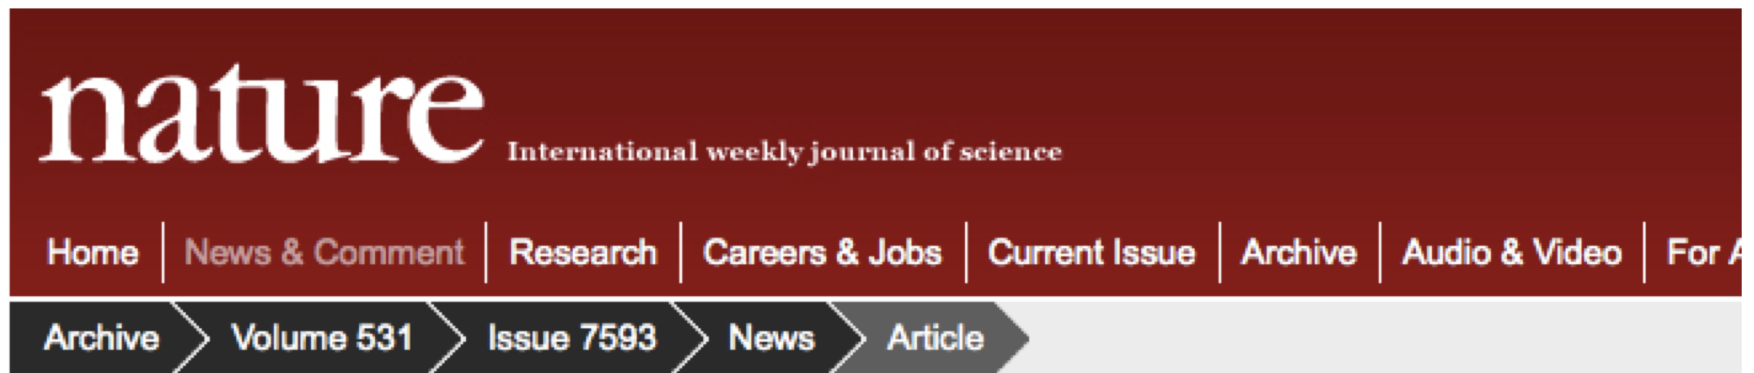 nature International weekly journal of science
Home News & Comment Research Careers & Jobs Current Issue Archive Audio & Video For A
Archive Volume 531 Issue 7593 News Article